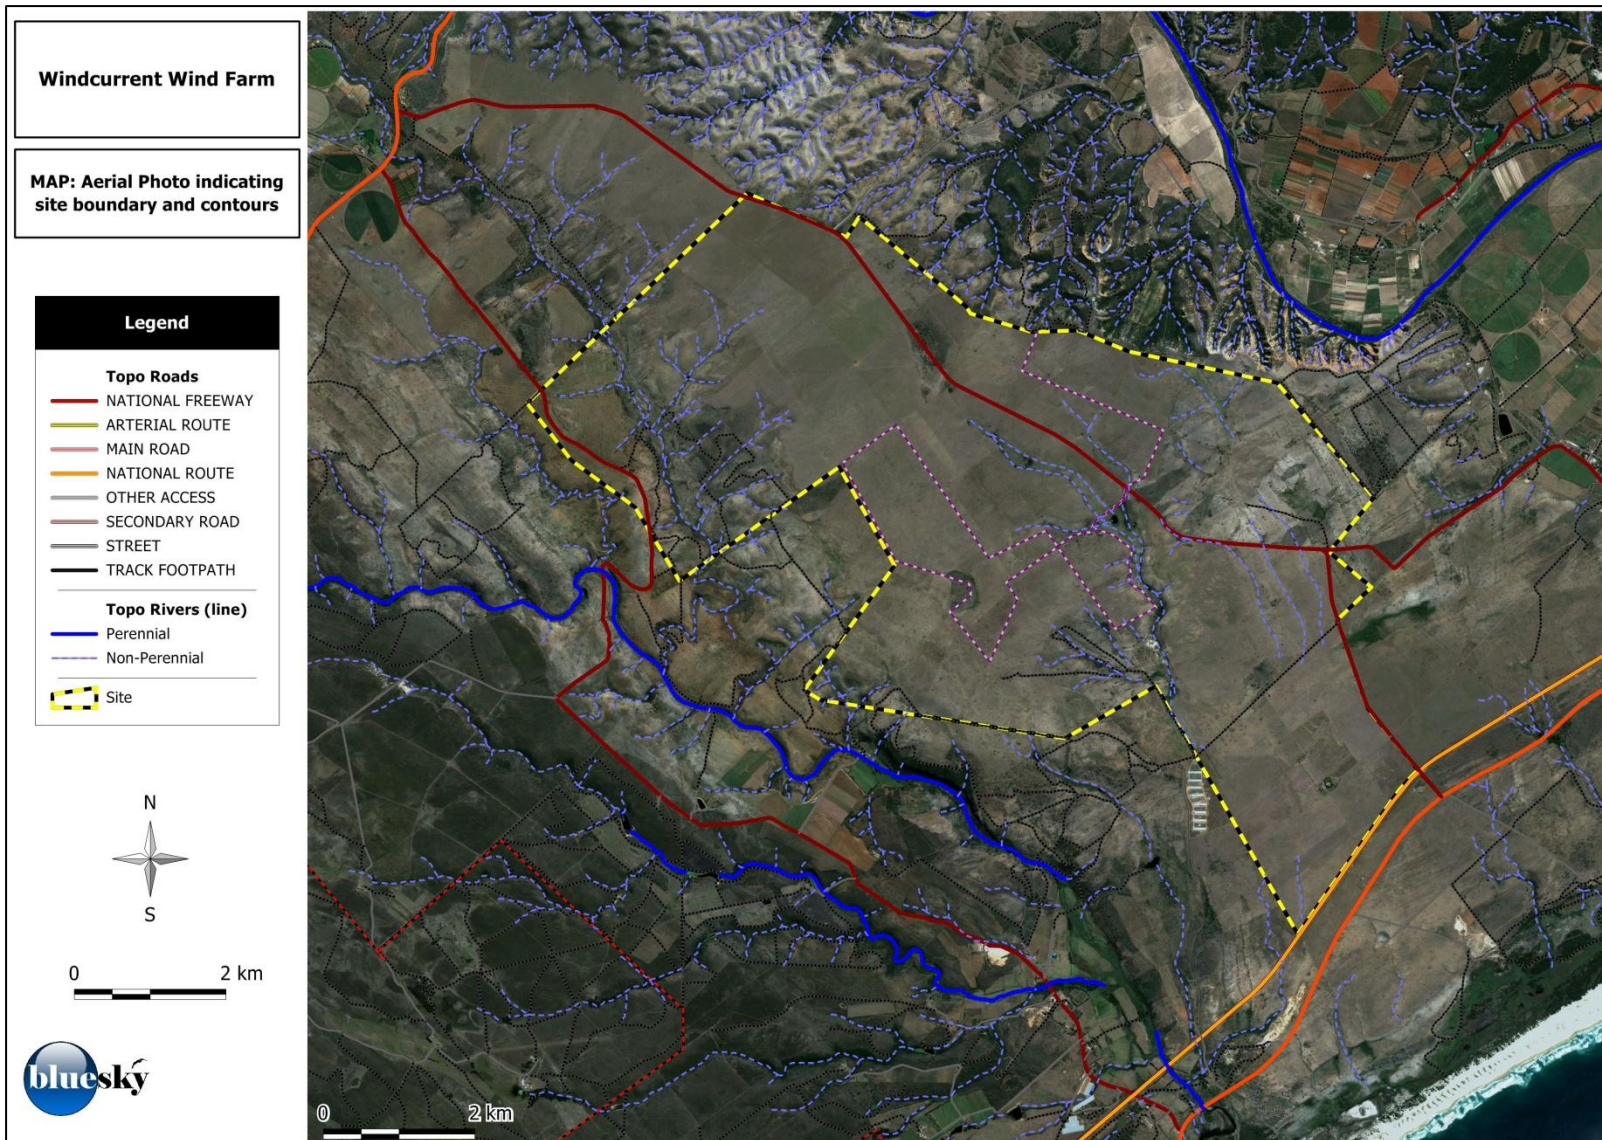 Windcurrent Wind Farm
MAP: Aerial Photo indicating
site boundary and contours
Legend
Topo Roads
NATIONAL FREEWAY
ARTERIAL ROUTE
MAIN ROAD
NATIONAL ROUTE
OTHER ACCESS
SECONDARY ROAD
STREET
TRACK FOOTPATH
Topo Rivers (line)
Perennial
Non-Perennial
Site
N
S
0 2 km
bluesky
0 2 km